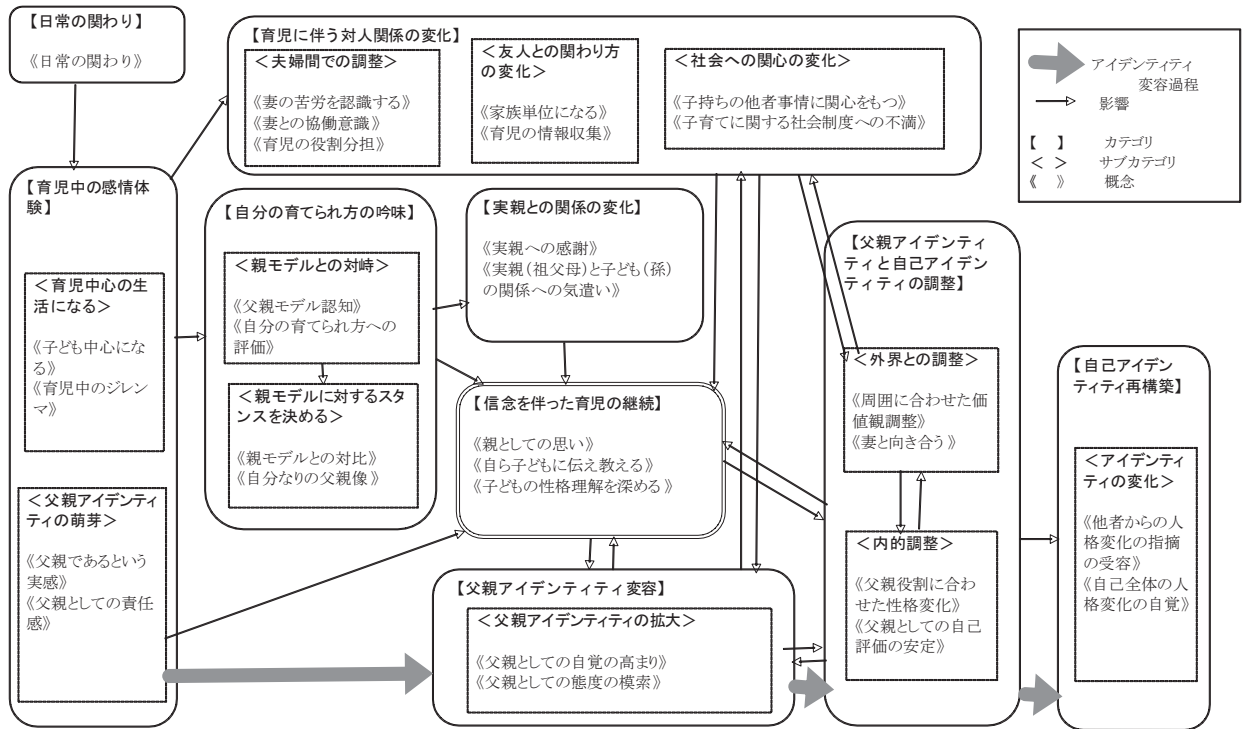 【日常の関わり】
《日常の関わり》
【育児に伴う対人関係の変化】
＜夫婦間での調整＞
《妻の苦労を認識する》
《妻との協働意識》
《育児の役割分担》
＜友人との関わり方
の変化＞
《家族単位になる》
《育児の情報収集》
＜社会への関心の変化＞
《子持ちの他者事情に関心をもつ》
《子育てに関する社会制度への不満》
アイデンティティ
変容過程
影響
【　】　カテゴリ
＜　＞　サブカテゴリ
《　》　概念
【育児中の感情体
験】
＜育児中心の生
活になる＞
《子ども中心にな
る》
《育児中のジレン
マ》
＜父親アイデンティ
ティの萌芽＞
《父親であるという
実感》
《父親としての責任
感》
【自分の育てられ方の吟味】
＜親モデルとの対峙＞
《父親モデル認知》
《自分の育てられ方への
評価》
＜親モデルに対するスタ
ンスを決める＞
《親モデルとの対比》
《自分なりの父親像》
【実親との関係の変化】
《実親への感謝》
《実親（祖父母）と子ども（孫）
の関係への気遣い》
【信念を伴った育児の継続】
《親としての思い》
《自ら子どもに伝え教える》
《子どもの性格理解を深める》
【父親アイデンティティ変容】
＜父親アイデンティティの拡大＞
《父親としての自覚の高まり》
《父親としての態度の模索》
【父親アイデンティ
ティと自己アイデン
ティティの調整】
＜外界との調整＞
《周囲に合わせた価
値観調整》
《妻と向き合う》
＜内的調整＞
《父親役割に合わ
せた性格変化》
《父親としての自己
評価の安定》
【自己アイデン
ティティ再構築】
＜アイデンティ
ティの変化＞
《他者からの人
格変化の指摘
の受容》
《自己全体の人
格変化の自覚》